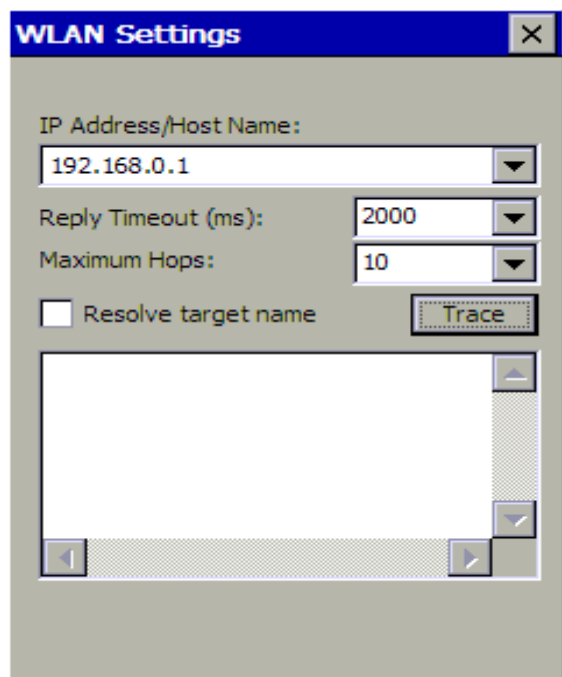 WLAN Settings
IP Address/Host Name:
192.168.0.1
Reply Timeout (ms): 2000
Maximum Hops: 10
Resolve target name Trace